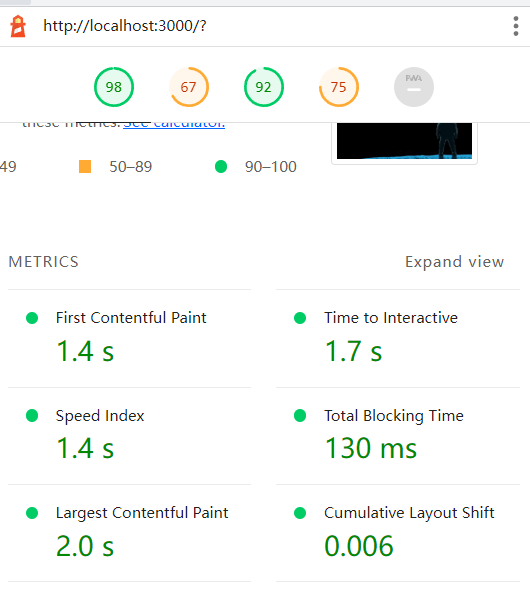 http://localhost:3000/?
98 67 92 75 PWA
these metrics. See calculator.
49 50–89 90–100
METRICS Expand view
First Contentful Paint Time to Interactive
1.4 s 1.7 s
Speed Index Total Blocking Time
1.4 s 130 ms
Largest Contentful Paint Cumulative Layout Shift
2.0 s 0.006